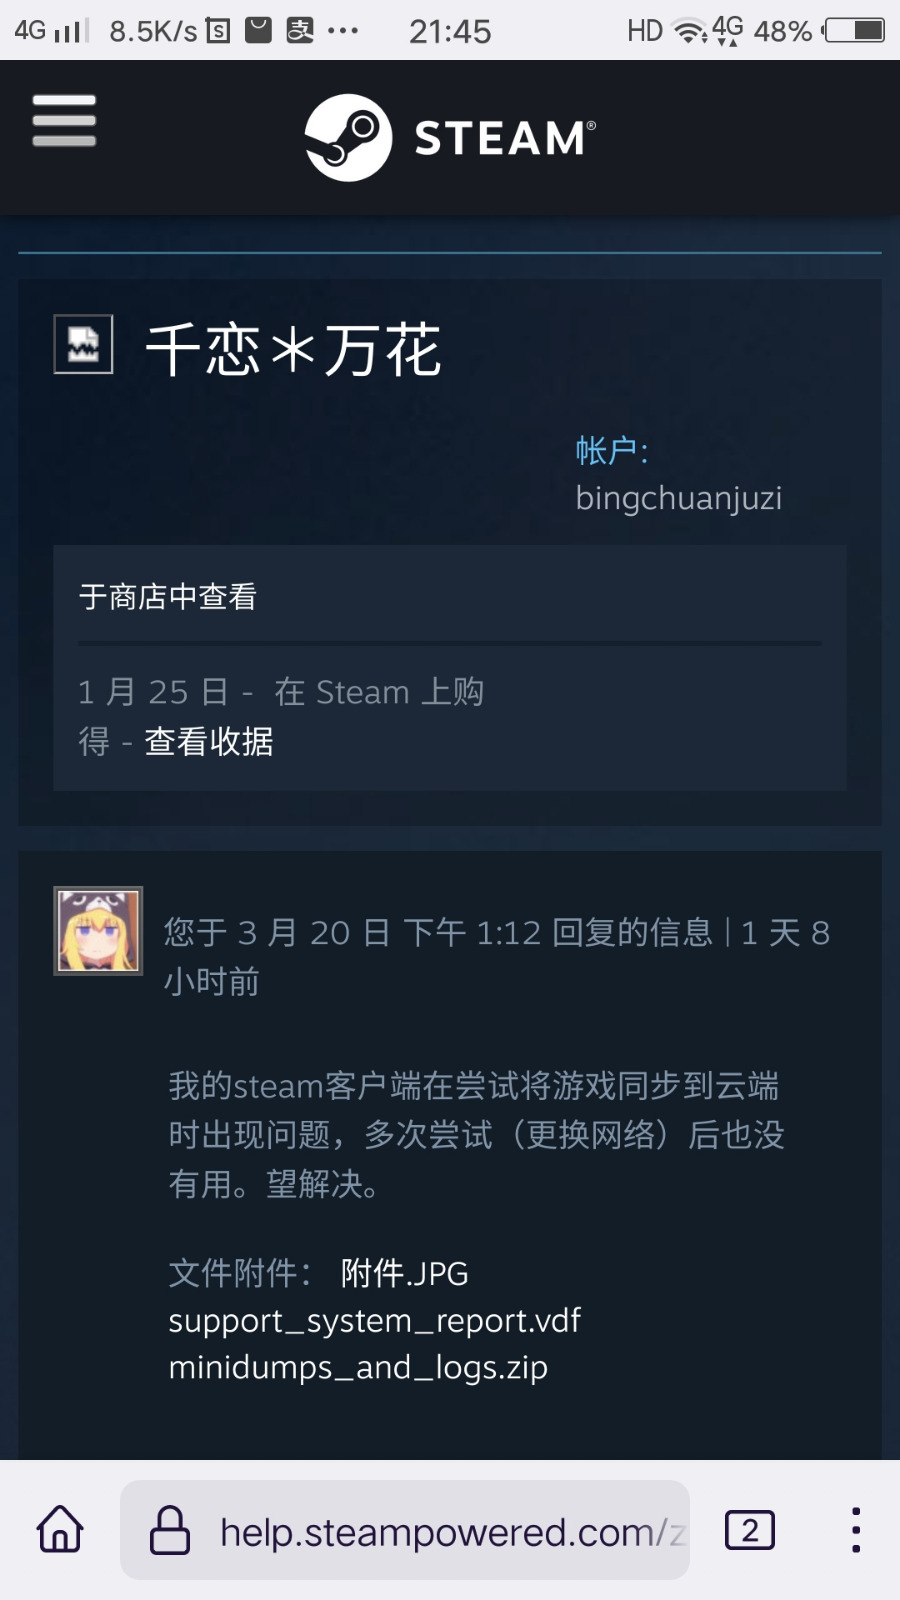 4G 8.5K/s S 支 ··· 21:45 HD 4G 48%
STEAM®
千恋＊万花
帐户:
bingchuanjuzi
于商店中查看
1 月 25 日 - 在 Steam 上购
得 - 查看收据
您于 3 月 20 日 下午 1:12 回复的信息 | 1 天 8
小时前
我的steam客户端在尝试将游戏同步到云端
时出现问题，多次尝试（更换网络）后也没
有用。望解决。
文件附件： 附件.JPG
support_system_report.vdf
minidumps_and_logs.zip
help.steampowered.com/z 2